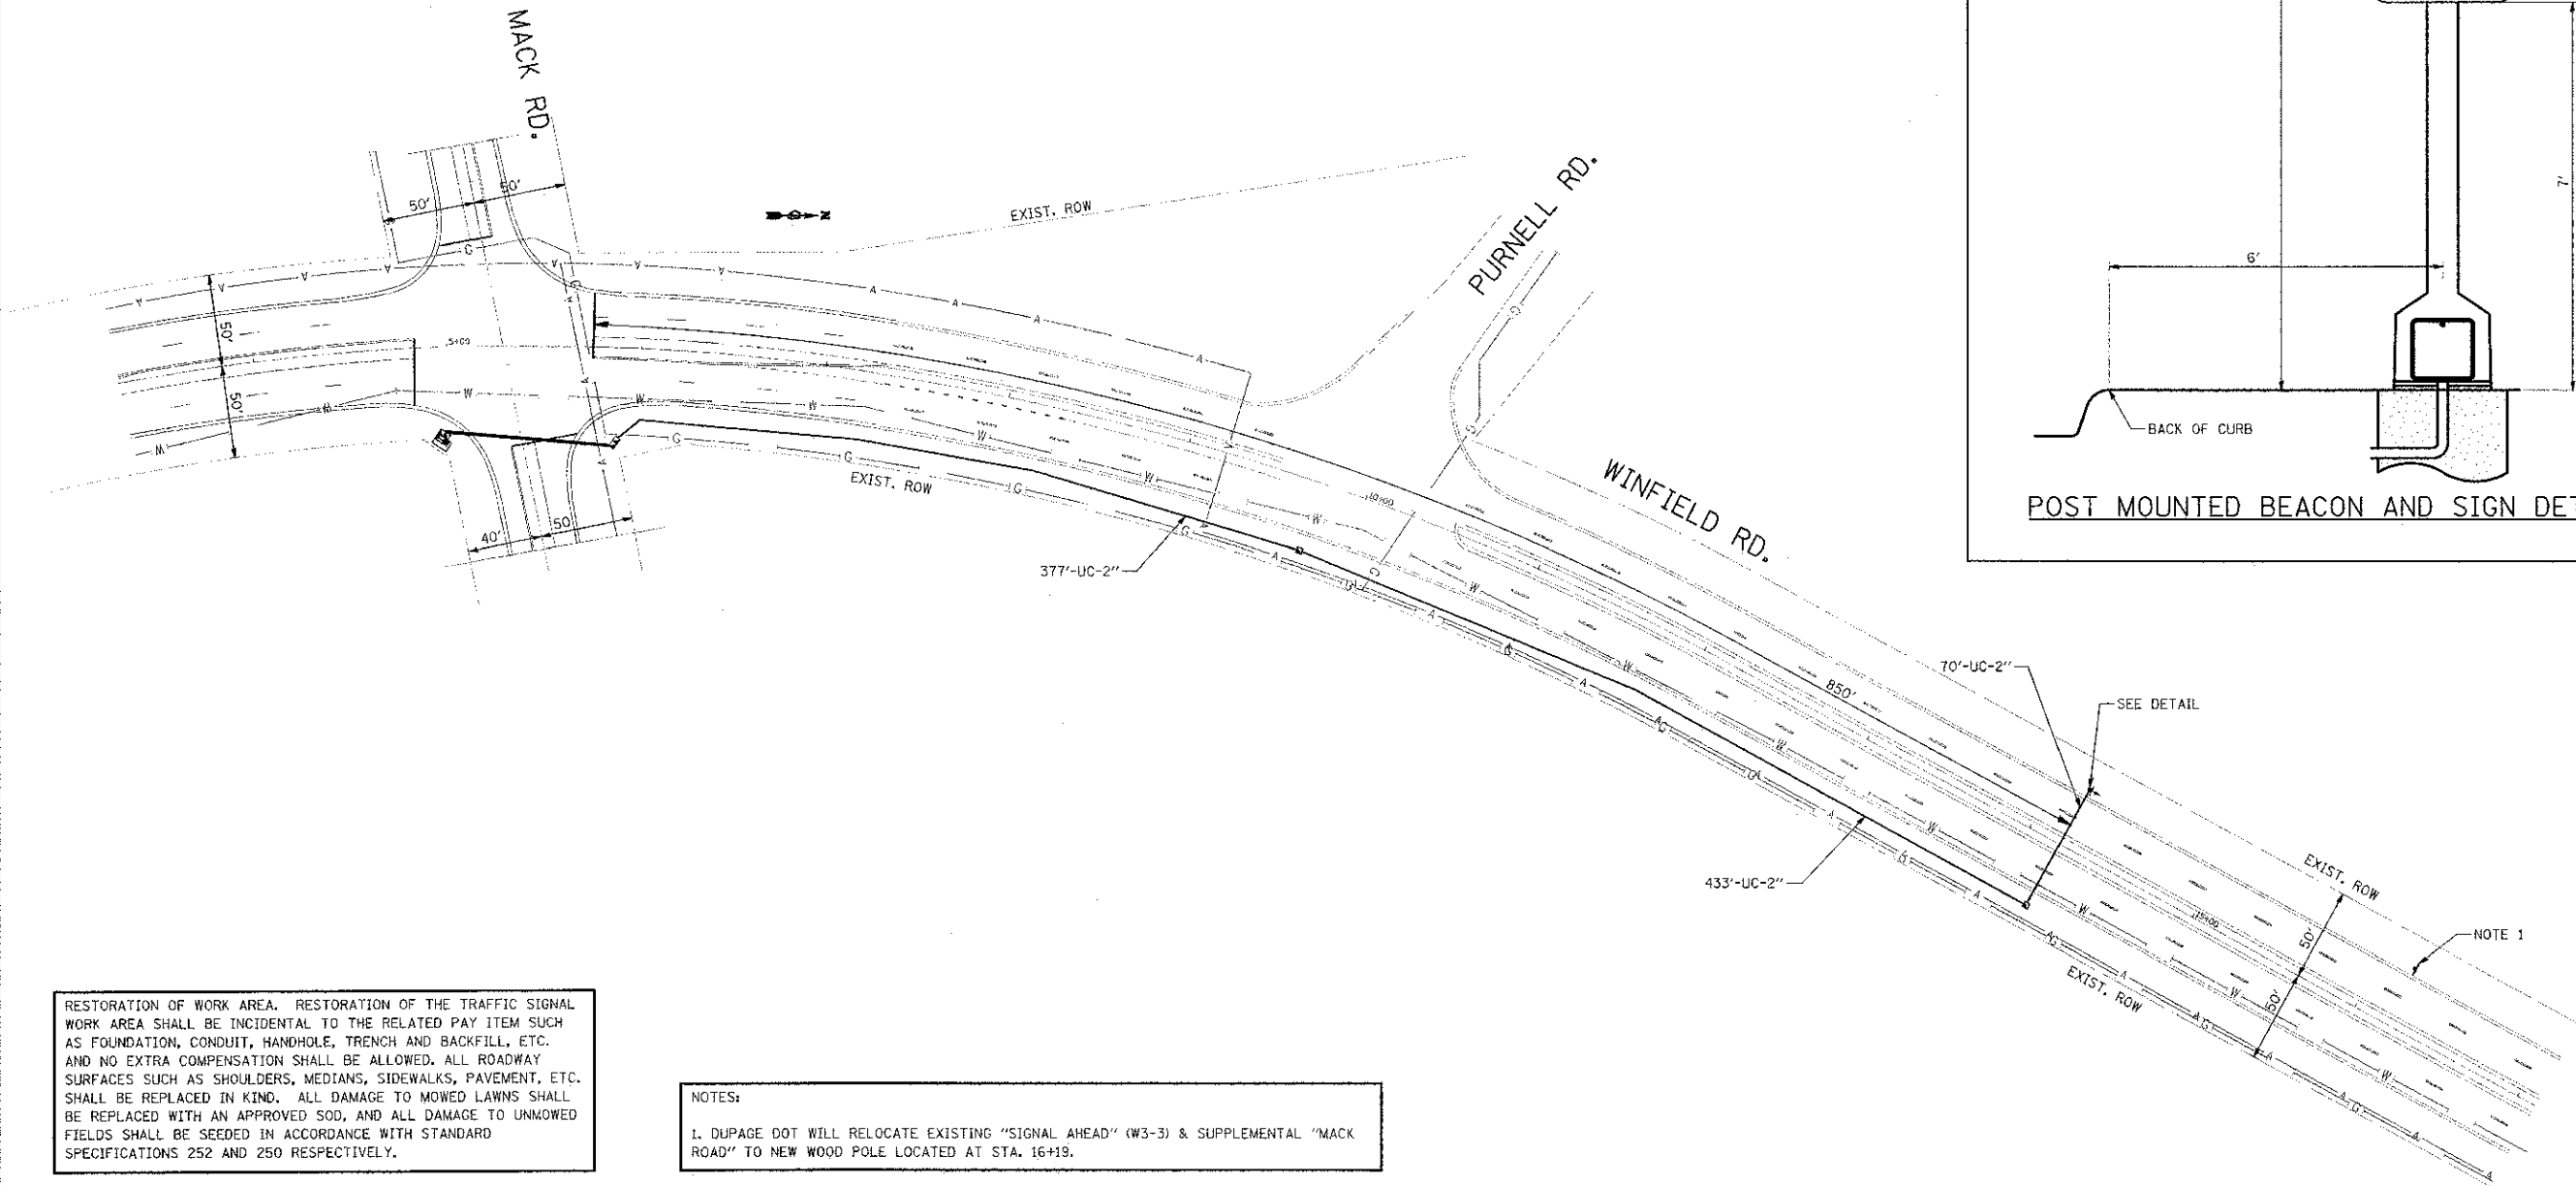 MACK RD.
50'
50'
EXIST. ROW
N
PURNELL RD.
50'
50'
5+00
EXIST. ROW
40'
50'
377'-UC-2"
10+00
WINFIELD RD.
850'
70'-UC-2"
SEE DETAIL
433'-UC-2"
EXIST. ROW
15+00
50'
50'
NOTE 1
EXIST. ROW
7'
6'
BACK OF CURB
POST MOUNTED BEACON AND SIGN DET
RESTORATION OF WORK AREA. RESTORATION OF THE TRAFFIC SIGNAL
WORK AREA SHALL BE INCIDENTAL TO THE RELATED PAY ITEM SUCH
AS FOUNDATION, CONDUIT, HANDHOLE, TRENCH AND BACKFILL, ETC.
AND NO EXTRA COMPENSATION SHALL BE ALLOWED. ALL ROADWAY
SURFACES SUCH AS SHOULDERS, MEDIANS, SIDEWALKS, PAVEMENT, ETC.
SHALL BE REPLACED IN KIND. ALL DAMAGE TO MOWED LAWNS SHALL
BE REPLACED WITH AN APPROVED SOD, AND ALL DAMAGE TO UNMOWED
FIELDS SHALL BE SEEDED IN ACCORDANCE WITH STANDARD
SPECIFICATIONS 252 AND 250 RESPECTIVELY.
NOTES:
1. DUPAGE DOT WILL RELOCATE EXISTING "SIGNAL AHEAD" (W3-3) & SUPPLEMENTAL "MACK
ROAD" TO NEW WOOD POLE LOCATED AT STA. 16+19.